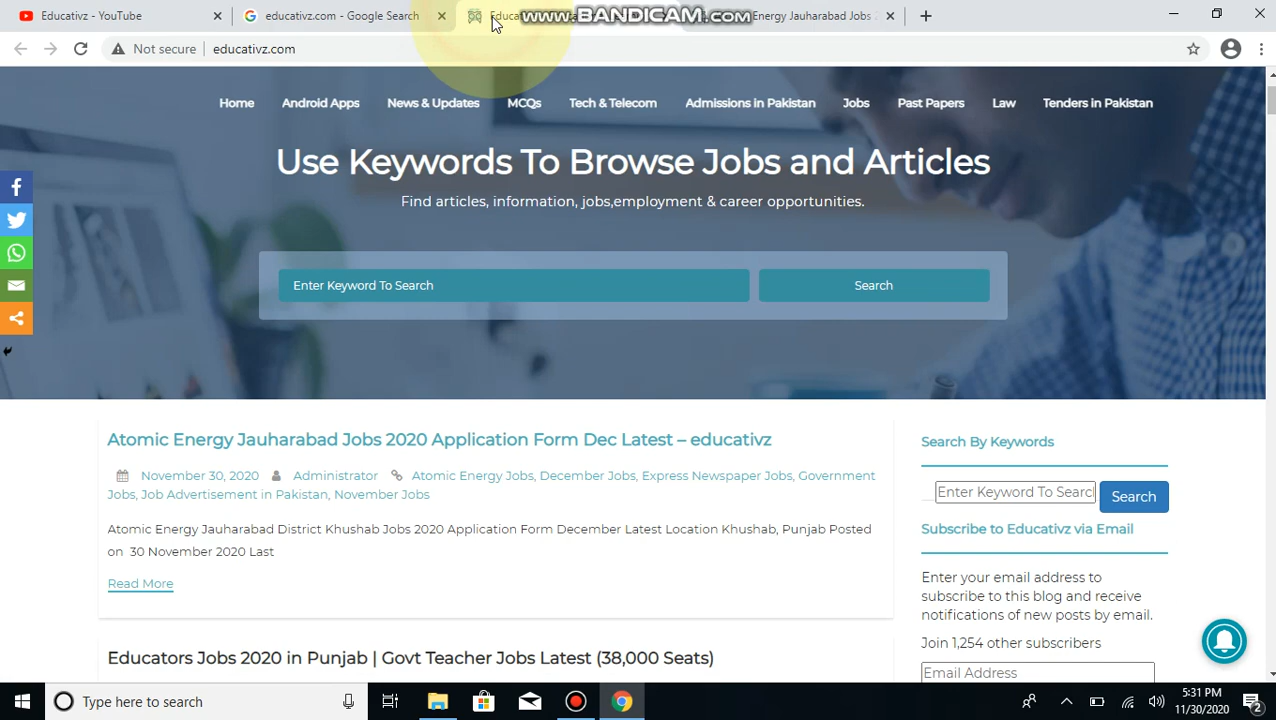 Educativz - YouTube
educativz.com - Google Search
www.BANDICAM.com
Energy Jauharabad Jobs
Not secure
educativz.com
Home
Android Apps
News & Updates
MCQs
Tech & Telecom
Admissions in Pakistan
Jobs
Past Papers
Law
Tenders in Pakistan
Use Keywords To Browse Jobs and Articles
Find articles, information, jobs,employment & career opportunities.
Enter Keyword To Search
Search
Atomic Energy Jauharabad Jobs 2020 Application Form Dec Latest – educativz
November 30, 2020 Administrator Atomic Energy Jobs, December Jobs, Express Newspaper Jobs, Government
Jobs, Job Advertisement in Pakistan, November Jobs
Atomic Energy Jauharabad District Khushab Jobs 2020 Application Form December Latest Location Khushab, Punjab Posted
on 30 November 2020 Last
Read More
Educators Jobs 2020 in Punjab | Govt Teacher Jobs Latest (38,000 Seats)
Search By Keywords
Enter Keyword To Searc
Search
Subscribe to Educativz via Email
Enter your email address to
subscribe to this blog and receive
notifications of new posts by email.
Join 1,254 other subscribers
Email Address
Type here to search
5:31 PM
11/30/2020
2